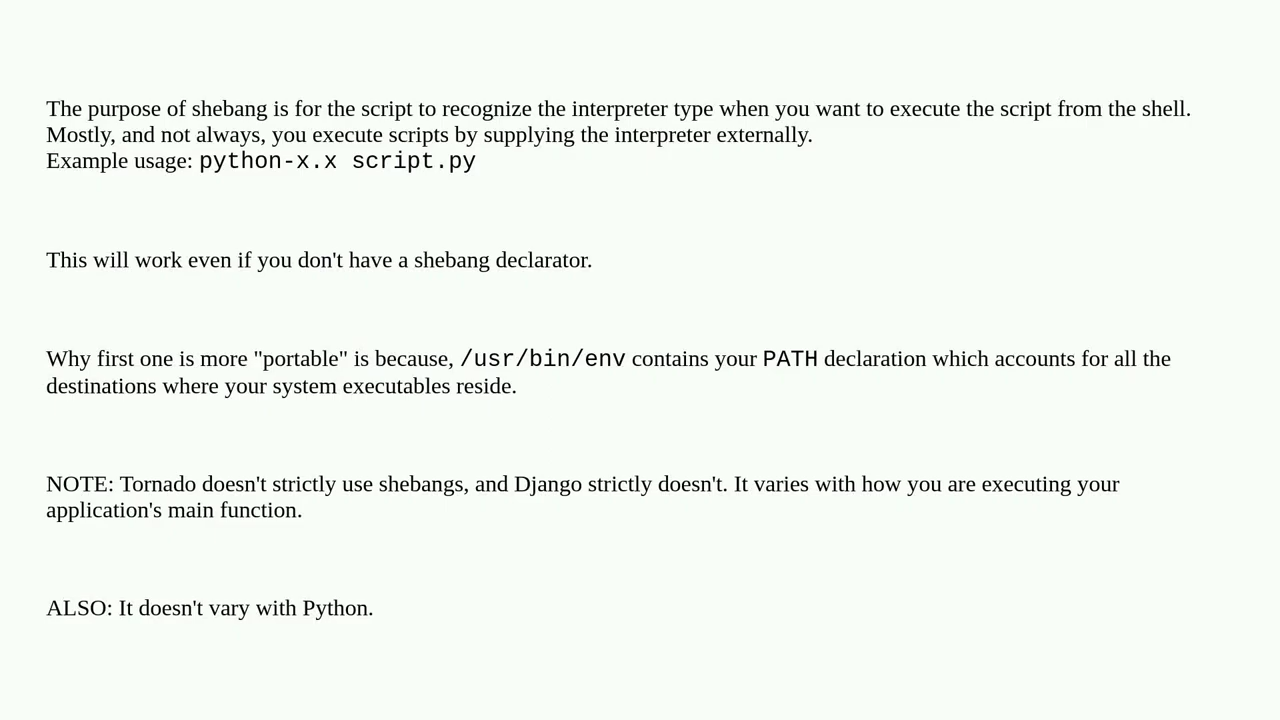 The purpose of shebang is for the script to recognize the interpreter type when you want to execute the script from the shell.
Mostly, and not always, you execute scripts by supplying the interpreter externally.
Example usage: python-x.x script.py
This will work even if you don't have a shebang declarator.
Why first one is more "portable" is because, /usr/bin/env contains your PATH declaration which accounts for all the
destinations where your system executables reside.
NOTE: Tornado doesn't strictly use shebangs, and Django strictly doesn't. It varies with how you are executing your
application's main function.
ALSO: It doesn't vary with Python.